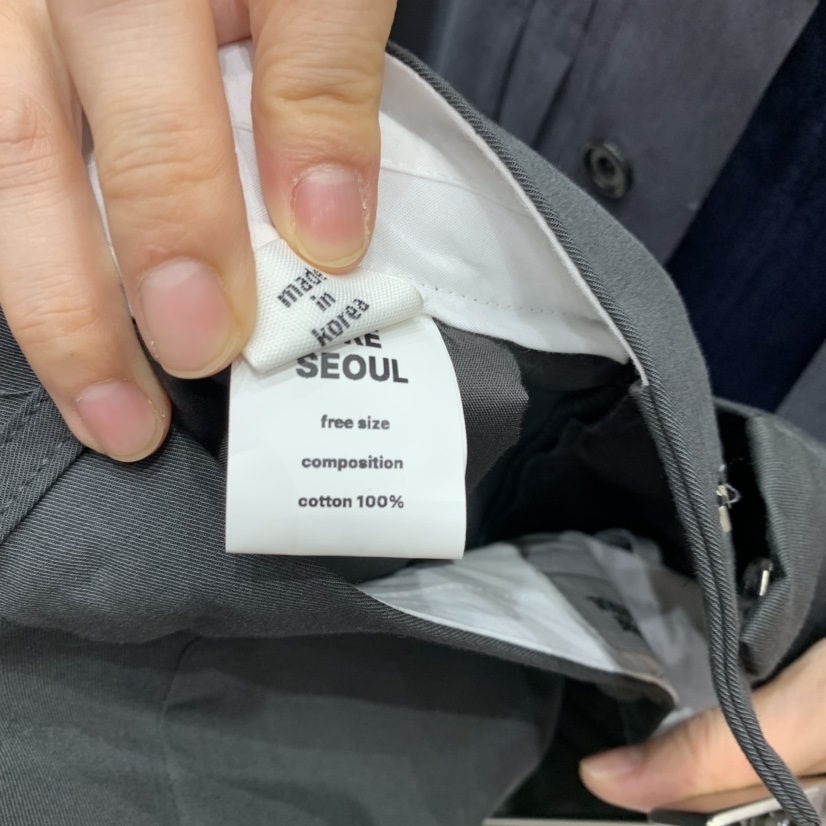 made
in
korea
SEOUL
free size
composition
cotton 100%